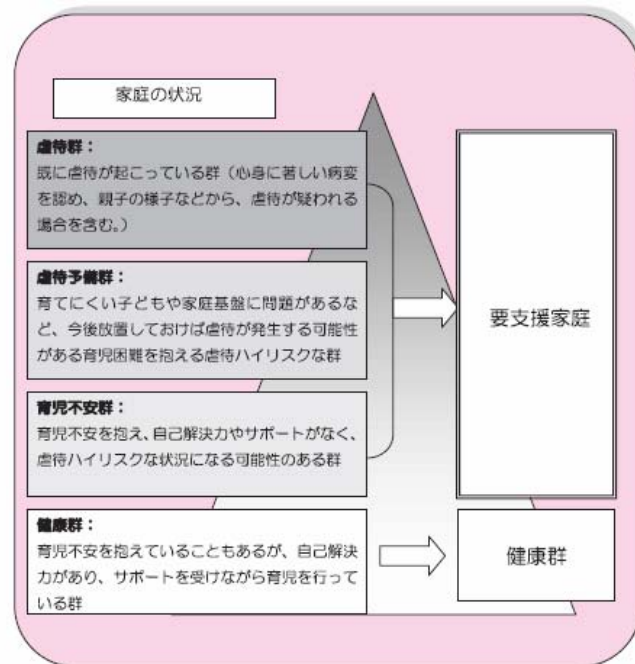 家庭の状況
虐待群：
既に虐待が起こっている群（心身に著しい病変
を認め、親子の様子などから、虐待が疑われる
場合を含む。）
虐待予備群：
育てにくい子どもや家庭基盤に問題があるな
ど、今後放置しておけば虐待が発生する可能性
がある育児困難を抱える虐待ハイリスクな群
育児不安群：
育児不安を抱え、自己解決力やサポートがなく、
虐待ハイリスクな状況になる可能性のある群
要支援家庭
健康群：
育児不安を抱えていることもあるが、自己解決
力があり、サポートを受けながら育児を行って
いる群
健康群